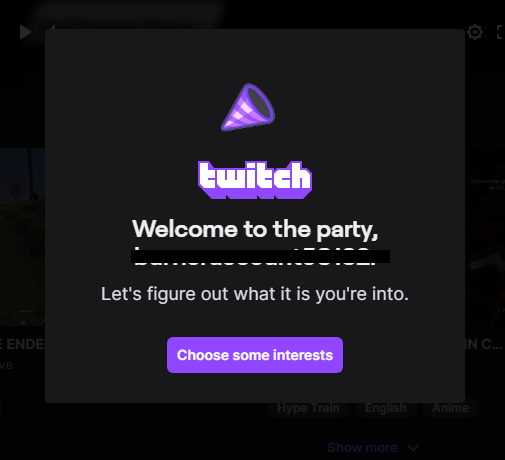 twitch
Welcome to the party,
Let's figure out what it is you're into.
Choose some interests
E ENDE
IN C...
ve
Hype Train English Anime
Show more